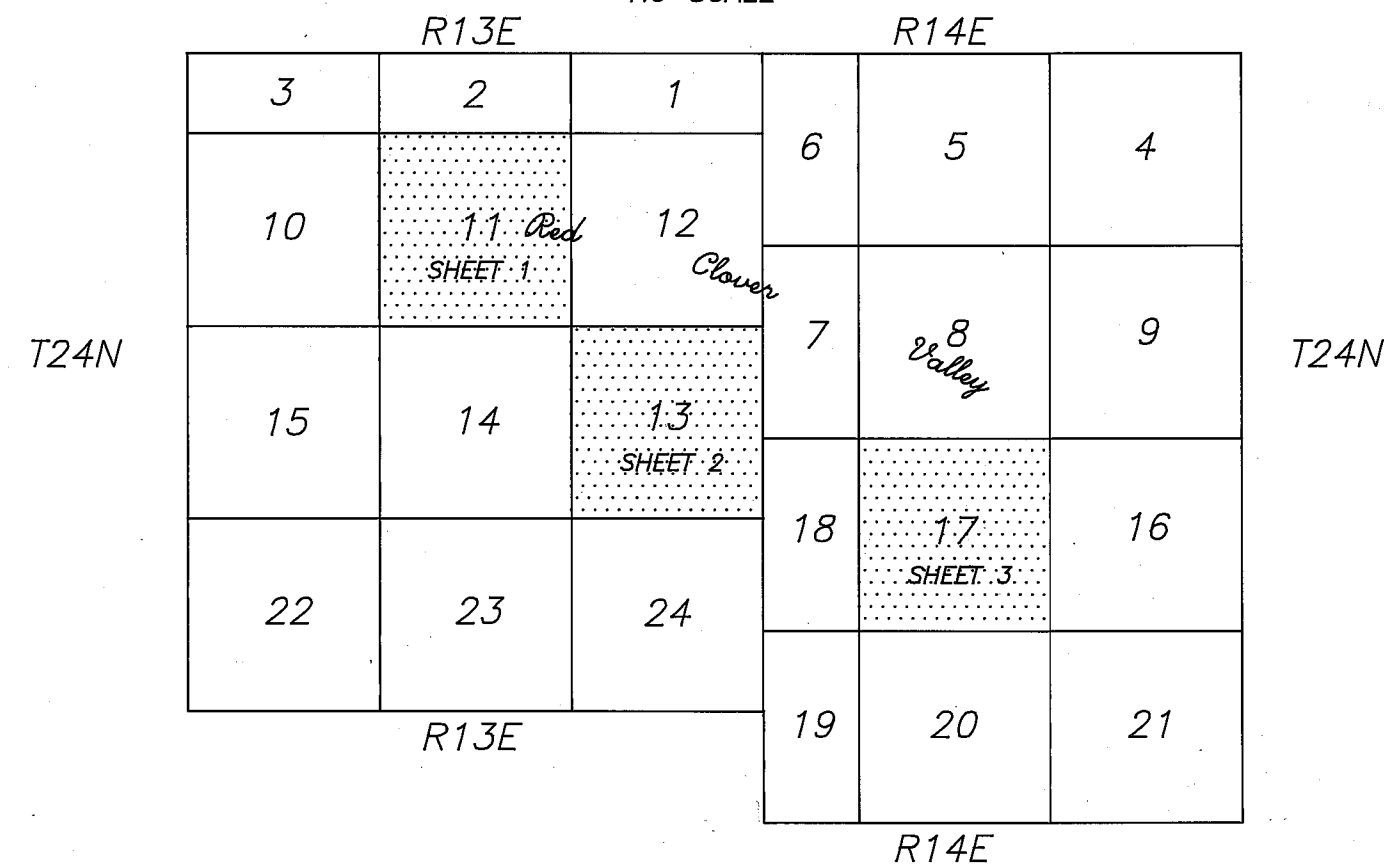 R13E R14E
3 2 1
6 5 4
10 11 Red 12
SHEET 1 Clover
7 8 9
Valley
T24N T24N
15 14 13
SHEET 2
18 17 16
SHEET 3
22 23 24
19 20 21
R13E
R14E